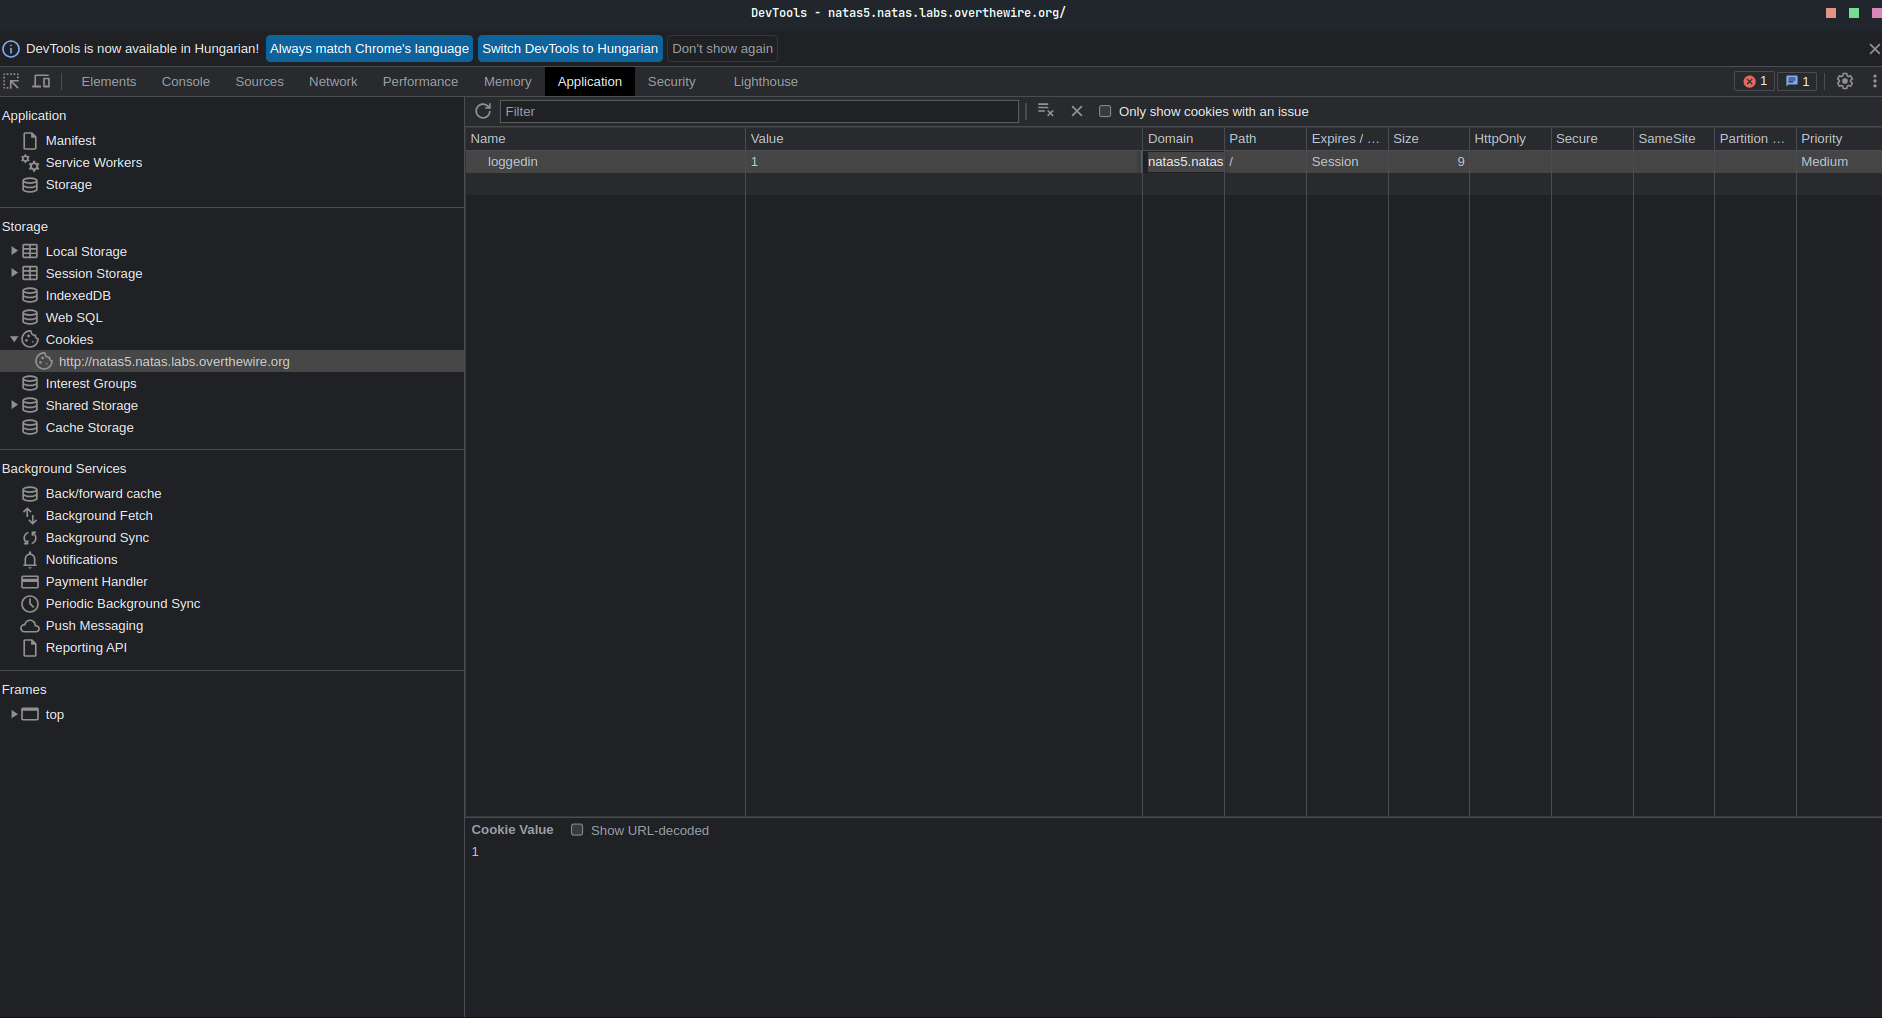 DevTools - natas5.natas.labs.overthewire.org/
DevTools is now available in Hungarian! Always match Chrome's language Switch DevTools to Hungarian Don't show again
Elements Console Sources Network Performance Memory Application Security Lighthouse 1 1
Application
Manifest
Service Workers
Storage
Storage
Local Storage
Session Storage
IndexedDB
Web SQL
Cookies
http://natas5.natas.labs.overthewire.org
Interest Groups
Shared Storage
Cache Storage
Background Services
Back/forward cache
Background Fetch
Background Sync
Notifications
Payment Handler
Periodic Background Sync
Push Messaging
Reporting API
Frames
top
Filter Only show cookies with an issue
Name Value Domain Path Expires / ... Size HttpOnly Secure SameSite Partition ... Priority
loggedin 1 natas5.natas / Session 9 Medium
Cookie Value Show URL-decoded
1